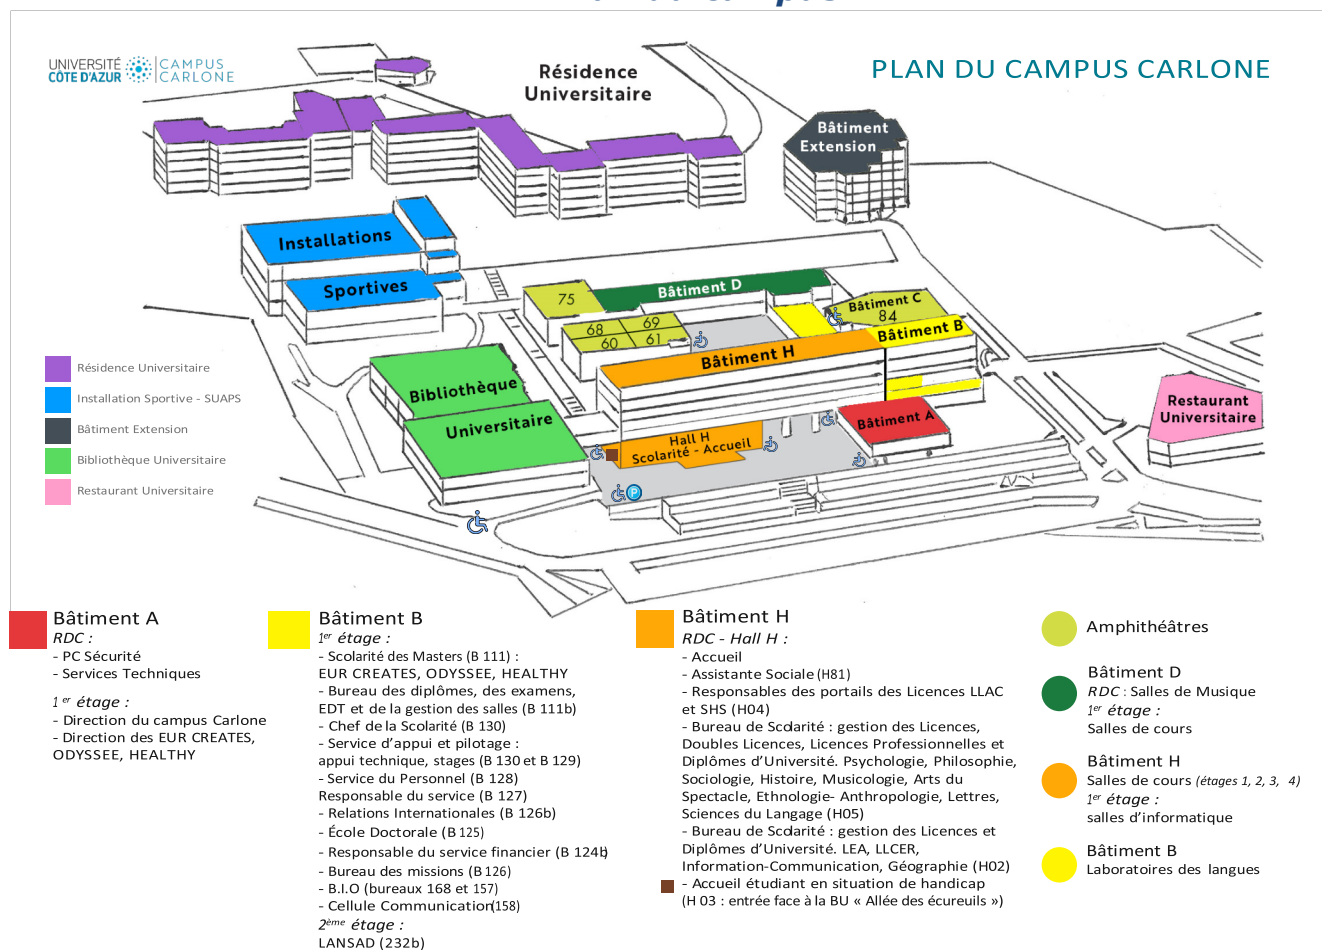 UNIVERSITÉ
CÔTE D'AZUR
CAMPUS
CARLONE
PLAN DU CAMPUS CARLONE
Résidence
Universitaire
Bâtiment
Extension
Installations
Sportives
75
Bâtiment D
68
69
60
61
Bâtiment C
84
Bâtiment B
Bâtiment H
Bibliothèque
Universitaire
Bâtiment A
Hall H
Scolarité - Accueil
P
Restaurant
Universitaire
Résidence Universitaire
Installation Sportive - SUAPS
Bâtiment Extension
Bibliothèque Universitaire
Restaurant Universitaire
Bâtiment A
RDC :
- PC Sécurité
- Services Techniques
1er étage :
- Direction du campus Carlone
- Direction des EUR CREATES,
ODYSSEE, HEALTHY
Bâtiment B
1er étage :
- Scolarité des Masters (B 111) :
EUR CREATES, ODYSSEE, HEALTHY
- Bureau des diplômes, des examens,
EDT et de la gestion des salles (B 111b)
- Chef de la Scolarité (B 130)
- Service d'appui et pilotage :
appui technique, stages (B 130 et B 129)
- Service du Personnel (B 128)
Responsable du service (B 127)
- Relations Internationales (B 126b)
- École Doctorale (B 125)
- Responsable du service financier (B 124b)
- Bureau des missions (B 126)
- B.I.O (bureaux 168 et 157)
- Cellule Communication(158)
2ème étage :
LANSAD (232b)
Bâtiment H
RDC - Hall H :
- Accueil
- Assistante Sociale (H81)
- Responsables des portails des Licences LLAC
et SHS (H04)
- Bureau de Scolarité : gestion des Licences,
Doubles Licences, Licences Professionnelles et
Diplômes d'Université. Psychologie, Philosophie,
Sociologie, Histoire, Musicologie, Arts du
Spectacle, Ethnologie- Anthropologie, Lettres,
Sciences du Langage (H05)
- Bureau de Scolarité : gestion des Licences et
Diplômes d'Université. LEA, LLCER,
Information-Communication, Géographie (H02)
- Accueil étudiant en situation de handicap
(H 03 : entrée face à la BU « Allée des écureuils »)
Amphithéâtres
Bâtiment D
RDC : Salles de Musique
1er étage :
Salles de cours
Bâtiment H
Salles de cours (étages 1, 2, 3, 4)
1er étage :
salles d'informatique
Bâtiment B
Laboratoires des langues